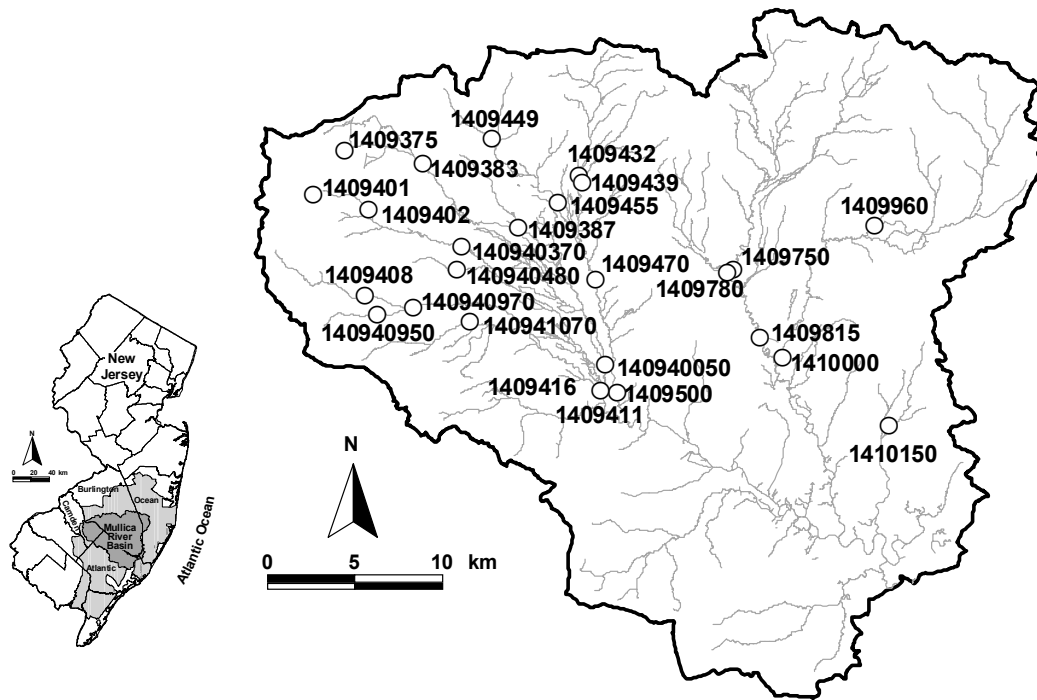 1409449
1409375
1409432
1409383
1409439
1409401
1409455
1409402
1409960
1409387
140940370
1409750
1409470
140940480
1409408
1409780
140940970
140941070
140940950
1409815
1410000
140940050
1409416
1409500
1409411
1410150
New
Jersey
N
0 20 40 km
Burlington
Ocean
Camden
Mullica
River
Basin
Atlantic
Atlantic Ocean
N
0 5 10 km